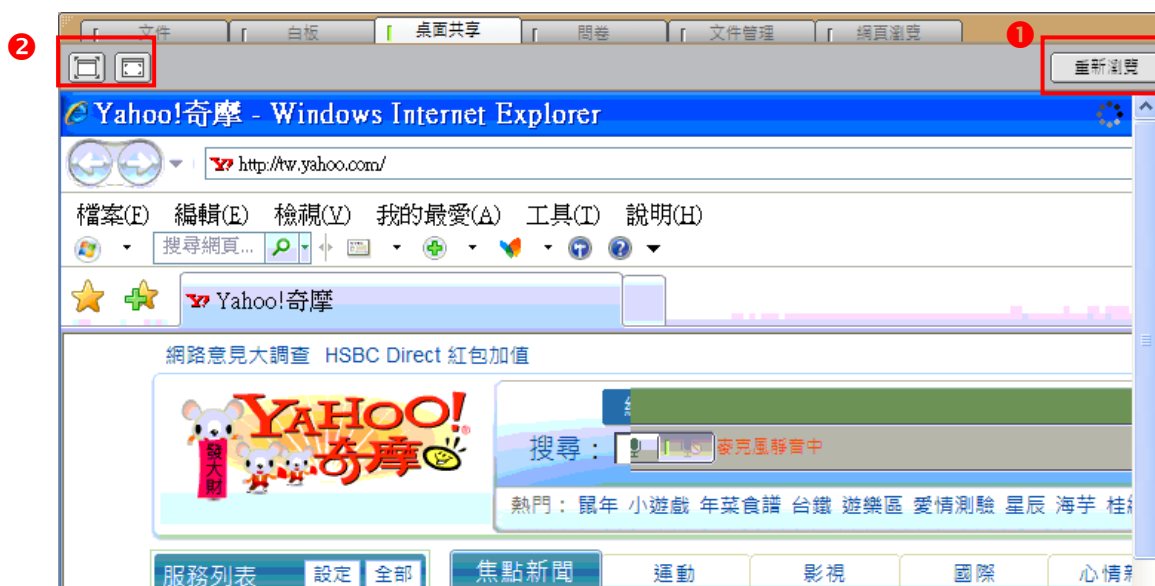 文件 白板 桌面共享 問卷 文件管理 網頁瀏覽
❷ ❶
重新瀏覽
Yahoo!奇摩 - Windows Internet Explorer
http://tw.yahoo.com/
檔案(F) 編輯(E) 檢視(V) 我的最愛(A) 工具(T) 說明(H)
搜尋網頁...
Yahoo!奇摩
網路意見大調查 HSBC Direct 紅包加值
YAHOO!
奇摩
發大財
搜尋：
麥克風靜音中
熱門： 鼠年 小遊戲 年菜食譜 台鐵 遊樂區 愛情測驗 星辰 海芋
服務列表 設定 全部 焦點新聞 運動 影視 國際 心情